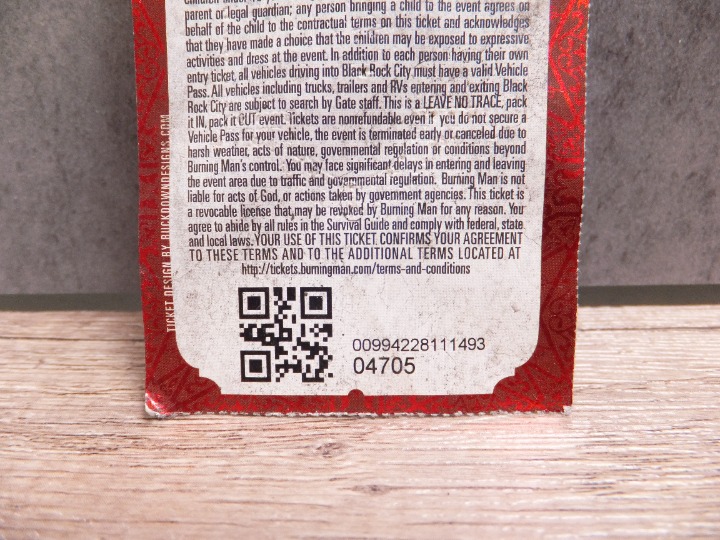 parent or legal guardian; any person bringing a child to the event agrees on
behalf of the child to the contractual terms on this ticket and acknowledges
that they have made a choice that the children may be exposed to expressive
activities and dress at the event. In addition to each person having their own
entry ticket, all vehicles driving into Black Rock City must have a valid Vehicle
Pass. All vehicles including trucks, trailers and RVs entering and exiting Black
Rock City are subject to search by Gate staff. This is a LEAVE NO TRACE, pack
it IN, pack it OUT event. Tickets are nonrefundable even if you do not secure a
Vehicle Pass for your vehicle, the event is terminated early or canceled due to
harsh weather, acts of nature, governmental regulation or conditions beyond
Burning Man's control. You may face significant delays in entering and leaving
the event area due to traffic and governmental regulation. Burning Man is not
liable for acts of God, or actions taken by government agencies. This ticket is
a revocable license that may be revoked by Burning Man for any reason. You
agree to abide by all rules in the Survival Guide and comply with federal, state
and local laws. YOUR USE OF THIS TICKET CONFIRMS YOUR AGREEMENT
TO THESE TERMS AND TO THE ADDITIONAL TERMS LOCATED AT
http://tickets.burningman.com/terms-and-conditions
00994228111493
04705
TICKET DESIGN BY BUCKDOWNDESIGNS.COM